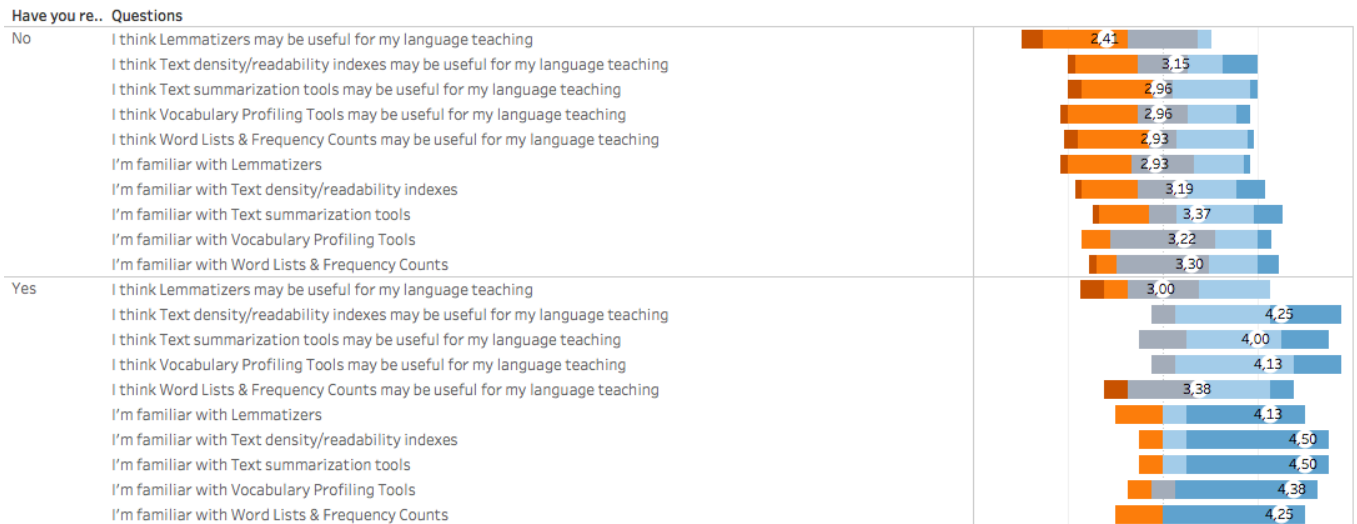 Have you re.. Questions
No I think Lemmatizers may be useful for my language teaching 2,41
I think Text density/readability indexes may be useful for my language teaching 3,15
I think Text summarization tools may be useful for my language teaching 2,96
I think Vocabulary Profiling Tools may be useful for my language teaching 2,96
I think Word Lists & Frequency Counts may be useful for my language teaching 2,93
I'm familiar with Lemmatizers 2,93
I'm familiar with Text density/readability indexes 3,19
I'm familiar with Text summarization tools 3,37
I'm familiar with Vocabulary Profiling Tools 3,22
I'm familiar with Word Lists & Frequency Counts 3,30
Yes I think Lemmatizers may be useful for my language teaching 3,00
I think Text density/readability indexes may be useful for my language teaching 4,25
I think Text summarization tools may be useful for my language teaching 4,00
I think Vocabulary Profiling Tools may be useful for my language teaching 4,13
I think Word Lists & Frequency Counts may be useful for my language teaching 3,38
I'm familiar with Lemmatizers 4,13
I'm familiar with Text density/readability indexes 4,50
I'm familiar with Text summarization tools 4,50
I'm familiar with Vocabulary Profiling Tools 4,38
I'm familiar with Word Lists & Frequency Counts 4,25